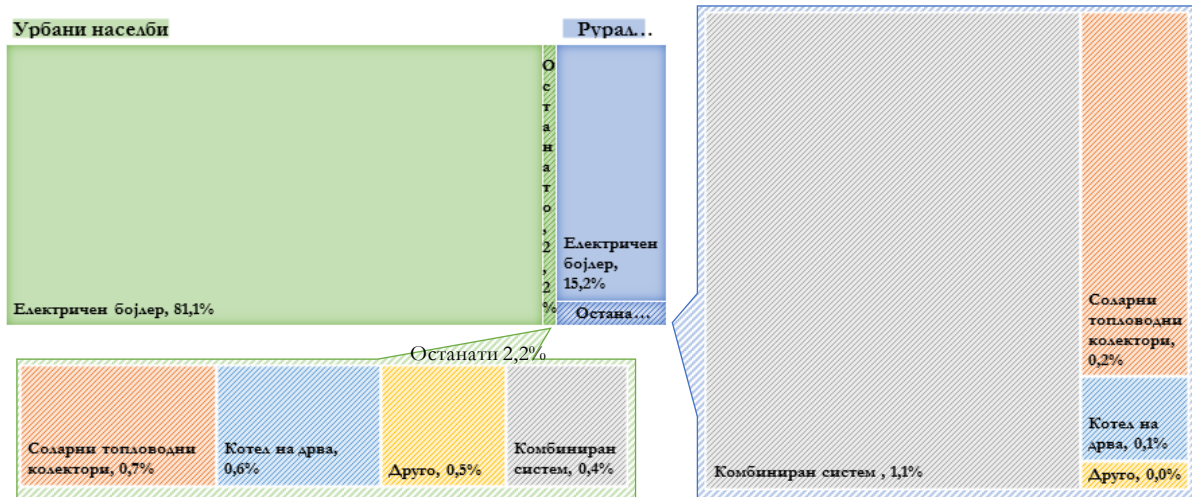 Урбани населби
Електричен бојлер, 81,1%
Останато, 2,2%
Рурал…
Електричен
бојлер,
15,2%
Остана…
Останати 2,2%
Соларни топловодни
колектори, 0,7%
Котел на дрва,
0,6%
Друго, 0,5%
Комбиниран
систем, 0,4%
Комбиниран систем , 1,1%
Соларни
топловодни
колектори,
0,2%
Котел на
дрва, 0,1%
Друго, 0,0%